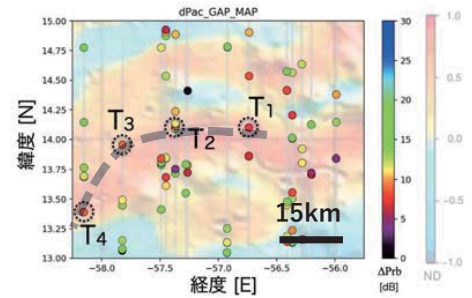 dPac_GAP_MAP
緯度 [N]
15.00
14.75
14.50
14.25
14.00
13.75
13.50
13.25
13.00
T1
T2
T3
T4
15km
−58.0
−57.5
−57.0
−56.5
−56.0
経度 [E]
30
25
20
15
10
5
0
ΔPrb
[dB]
1.0
0.5
0.0
−0.5
−1.0
ND